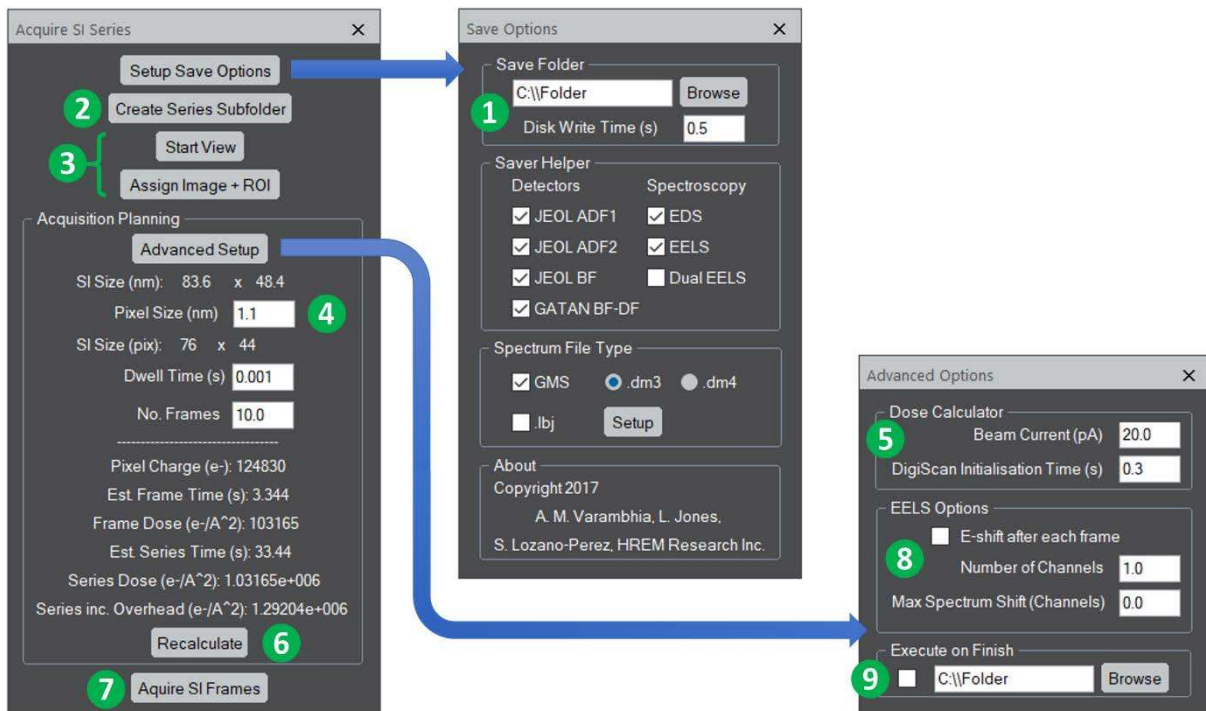 Acquire SI Series
Setup Save Options
2 Create Series Subfolder
3
Start View
Assign Image + ROI
Acquisition Planning
Advanced Setup
SI Size (nm): 83.6 x 48.4
Pixel Size (nm) 1.1 4
SI Size (pix): 76 x 44
Dwell Time (s) 0.001
No. Frames 10.0
----------------------------------
Pixel Charge (e-): 124830
Est. Frame Time (s): 3.344
Frame Dose (e-/A^2): 103165
Est. Series Time (s): 33.44
Series Dose (e-/A^2): 1.03165e+006
Series inc. Overhead (e-/A^2): 1.29204e+006
Recalculate 6
7 Aquire SI Frames
Save Options
Save Folder
C:\\Folder Browse
1
Disk Write Time (s) 0.5
Saver Helper
Detectors Spectroscopy
JEOL ADF1 EDS
JEOL ADF2 EELS
JEOL BF Dual EELS
GATAN BF-DF
Spectrum File Type
GMS .dm3 .dm4
.lbj Setup
About
Copyright 2017
A. M. Varambhia, L. Jones,
S. Lozano-Perez, HREM Research Inc.
Advanced Options
Dose Calculator
5 Beam Current (pA) 20.0
DigiScan Initialisation Time (s) 0.3
EELS Options
E-shift after each frame
8
Number of Channels 1.0
Max Spectrum Shift (Channels) 0.0
Execute on Finish
9 C:\\Folder Browse